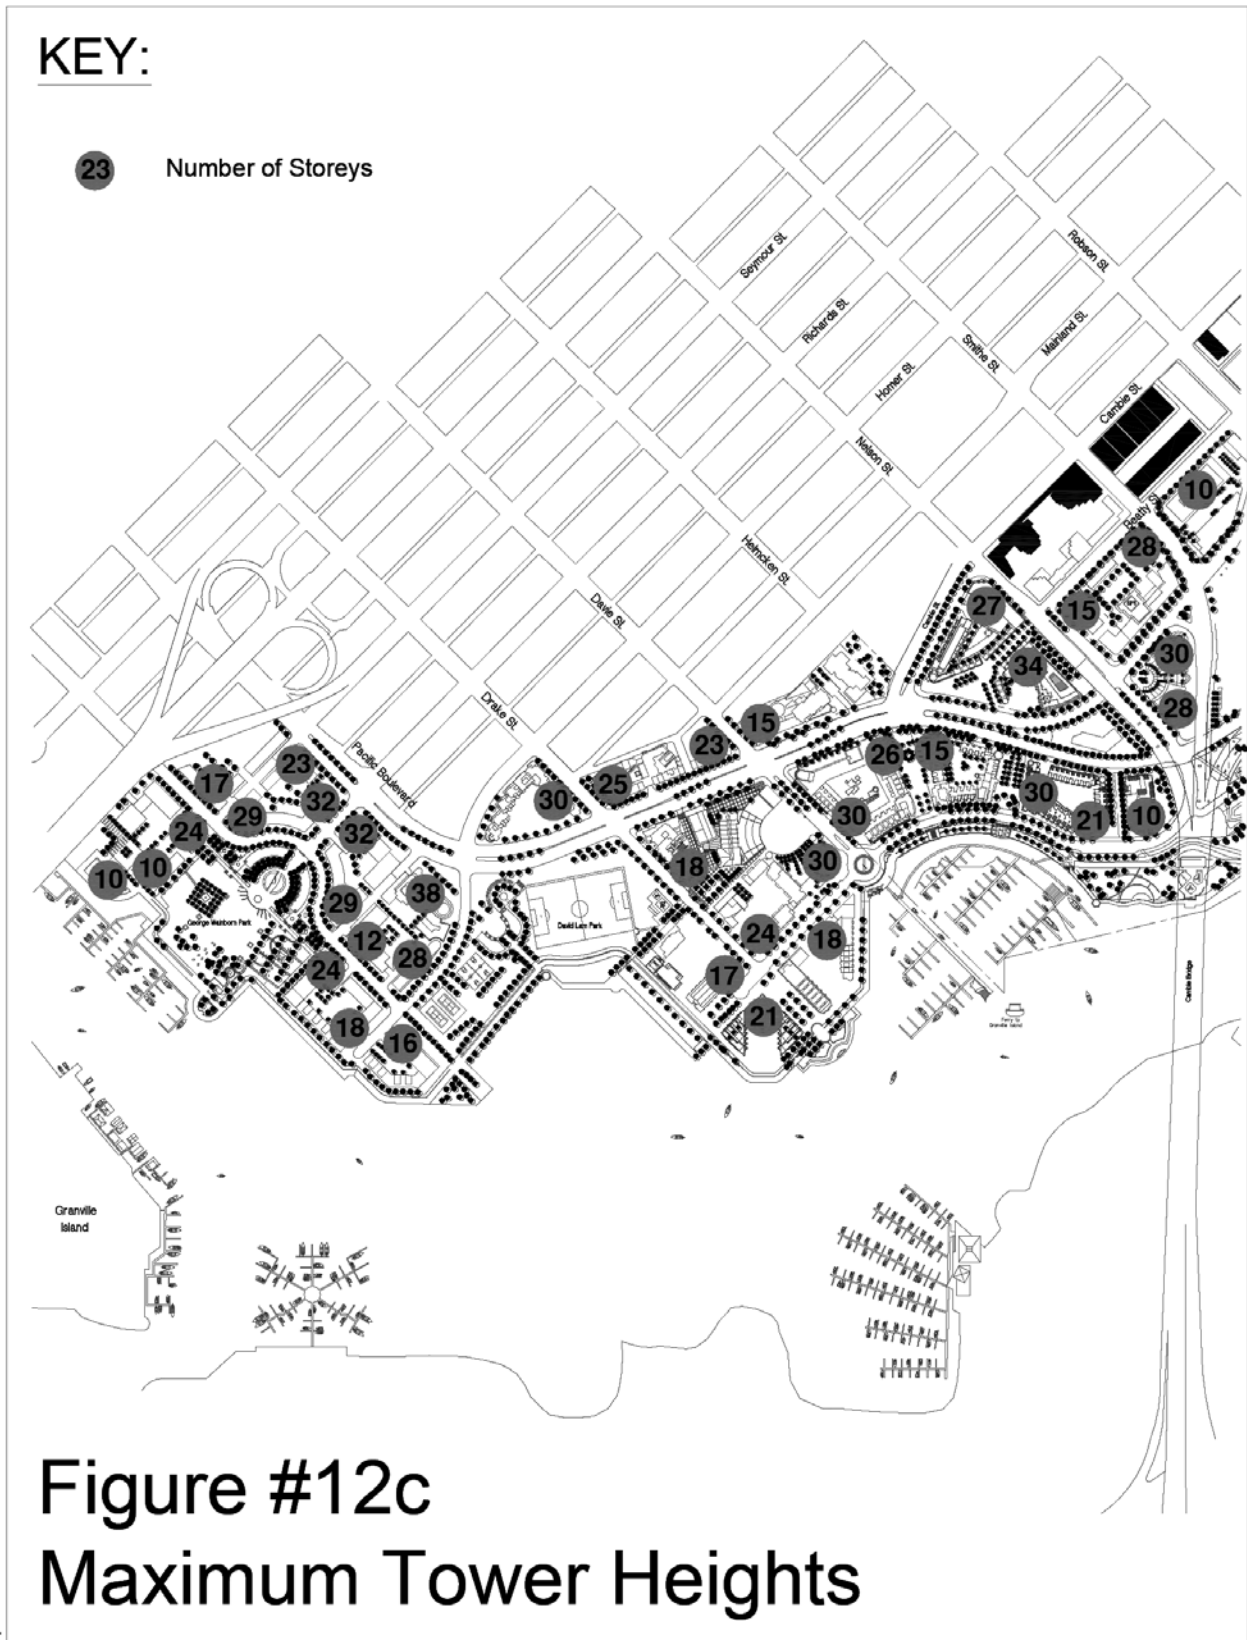 KEY:
23 Number of Storeys
Robson St.
Seymour St.
Richards St.
Mainland St.
Smithe St.
Homer St.
Cambie St.
Nelson St.
10
Beatty St.
28
Helmcken St.
27
15
Davie St.
34
30
Drake St.
28
15
23
26
15
Pacific Boulevard
17
23
25
30
32
30
29
30
21
10
24
32
18
30
10
10
38
29
George Wainborn Park
David Lam Park
12
24
18
28
24
17
Cambie Bridge
18
16
21
Ferry to
Granville Island
Granville
Island
Figure #12c
Maximum Tower Heights